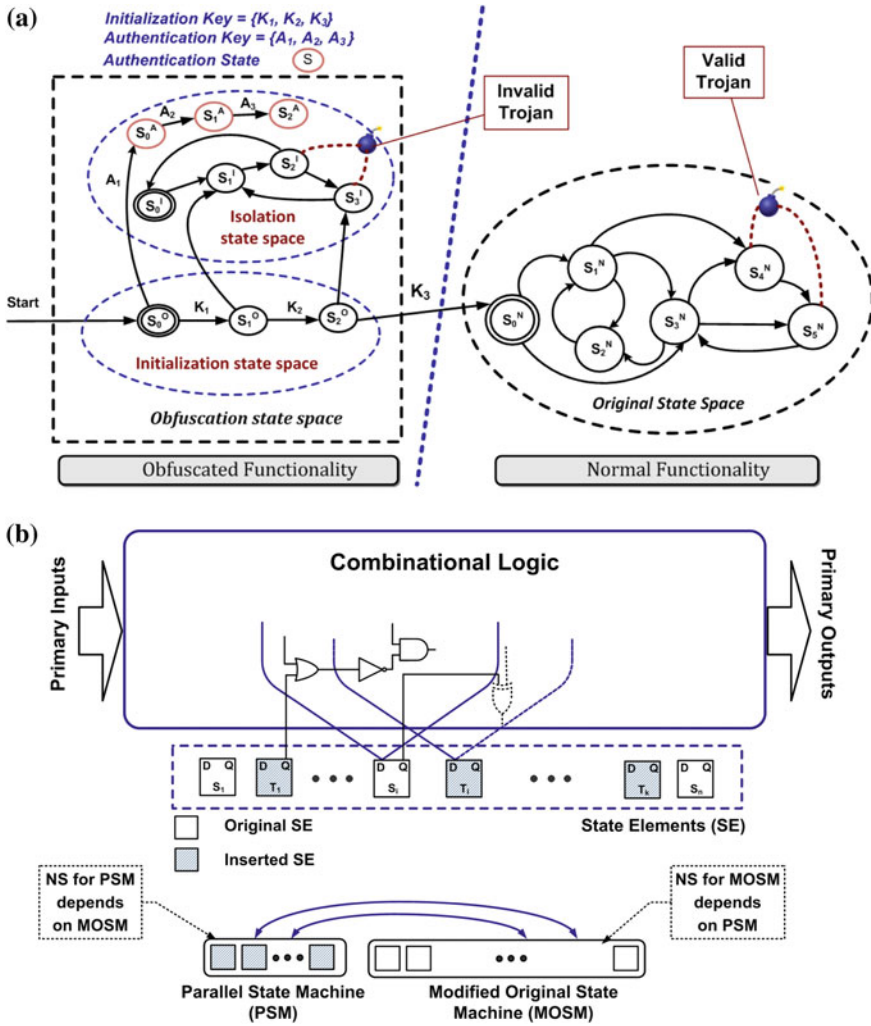 (a)
Initialization Key = {K₁, K₂, K₃}
Authentication Key = {A₁, A₂, A₃}
Authentication State S
Invalid
Trojan
Valid
Trojan
A₂
A₃
S₀ᴬ
S₁ᴬ
S₂ᴬ
A₁
S₀ᴵ
S₁ᴵ
S₂ᴵ
S₃ᴵ
Isolation
state space
Start
S₀ᴼ
K₁
S₁ᴼ
K₂
S₂ᴼ
K₃
Initialization state space
Obfuscation state space
S₀ᴺ
S₁ᴺ
S₂ᴺ
S₃ᴺ
S₄ᴺ
S₅ᴺ
Original State Space
Obfuscated Functionality
Normal Functionality
(b)
Primary Inputs
Combinational Logic
Primary Outputs
D Q
S₁
D Q
T₁
D Q
Sᵢ
D Q
Tᵢ
D Q
Tₖ
D Q
Sₙ
Original SE
State Elements (SE)
Inserted SE
NS for PSM
depends
on MOSM
NS for MOSM
depends
on PSM
Parallel State Machine
(PSM)
Modified Original State
Machine (MOSM)